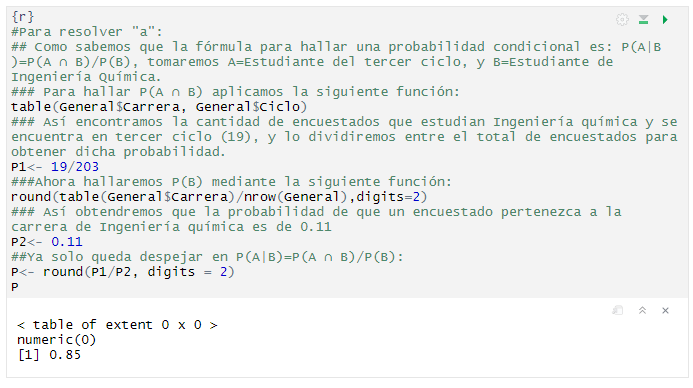 {r}
#Para resolver "a":
## Como sabemos que la fórmula para hallar una probabilidad condicional es: P(A|B
)=P(A ∩ B)/P(B), tomaremos A=Estudiante del tercer ciclo, y B=Estudiante de
Ingeniería Química.
### Para hallar P(A ∩ B) aplicamos la siguiente función:
table(General$Carrera, General$Ciclo)
### Así encontramos la cantidad de encuestados que estudian Ingeniería química y se
encuentra en tercer ciclo (19), y lo dividiremos entre el total de encuestados para
obtener dicha probabilidad.
P1<- 19/203
###Ahora hallaremos P(B) mediante la siguiente función:
round(table(General$Carrera)/nrow(General),digits=2)
### Así obtendremos que la probabilidad de que un encuestado pertenezca a la
carrera de Ingeniería química es de 0.11
P2<- 0.11
##Ya solo queda despejar en P(A|B)=P(A ∩ B)/P(B):
P<- round(P1/P2, digits = 2)
P
< table of extent 0 x 0 >
numeric(0)
[1] 0.85